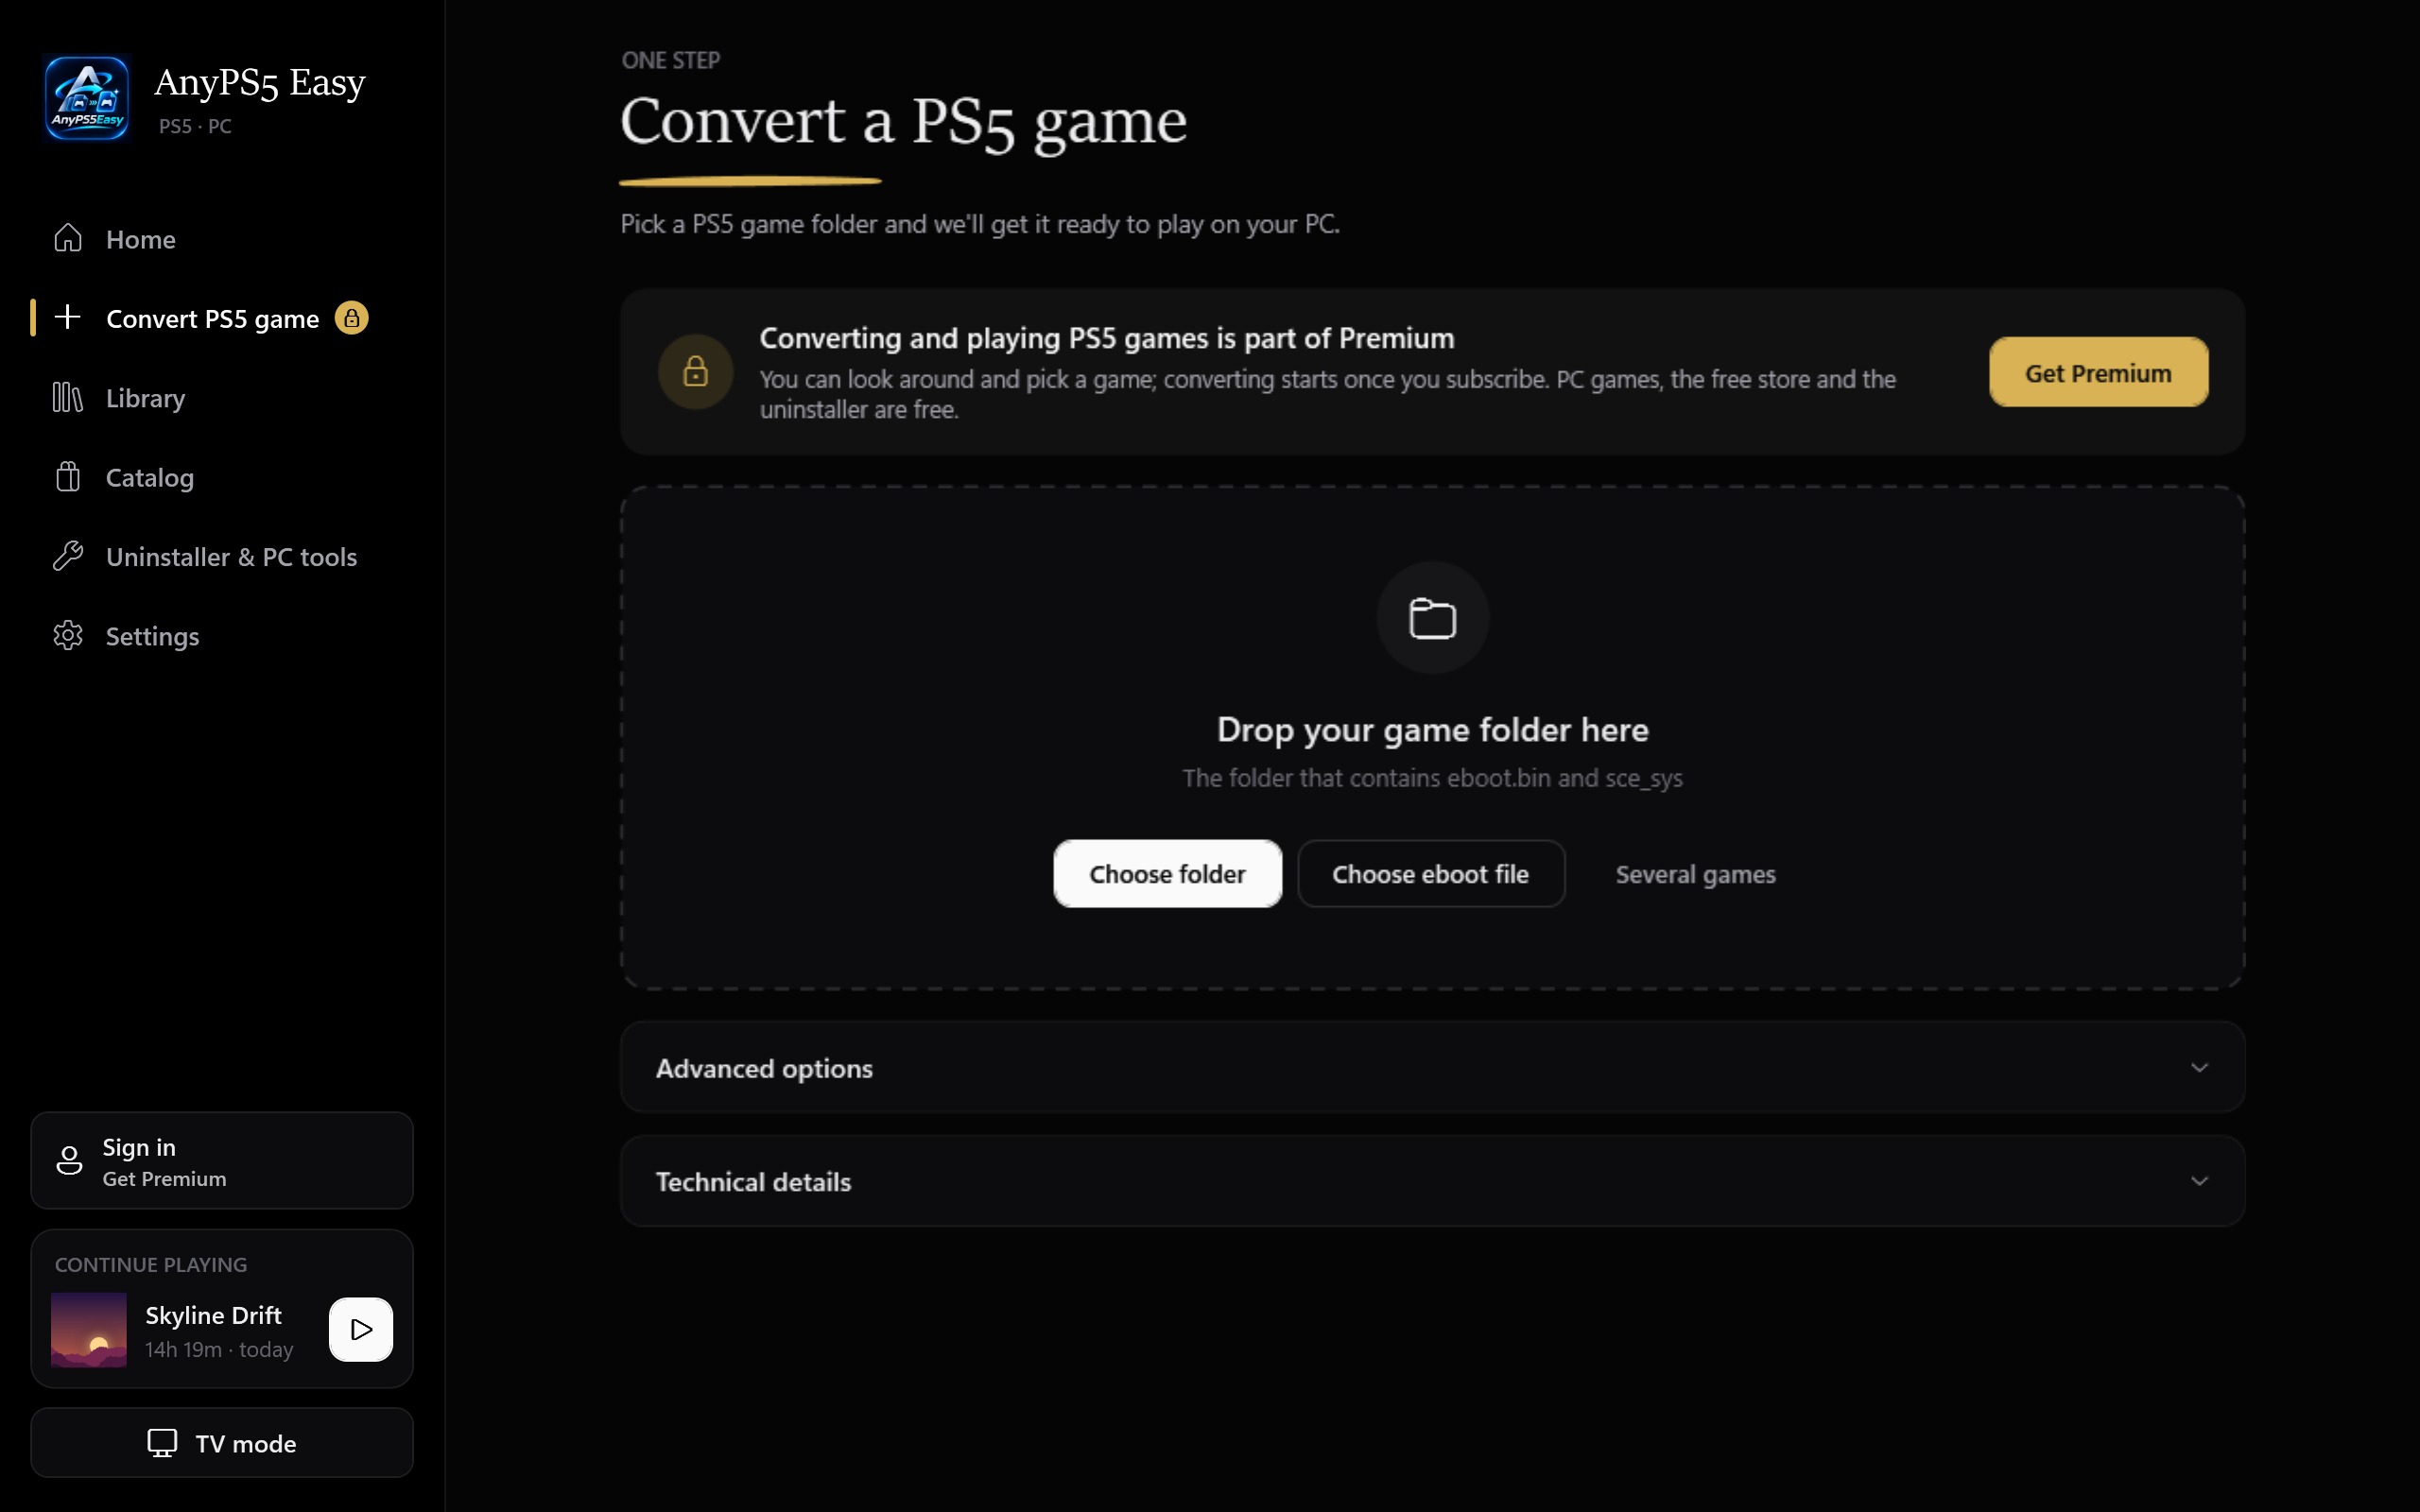 AnyPS5Easy
AnyPS5 Easy
PS5 · PC
Home
Convert PS5 game
Library
Catalog
Uninstaller & PC tools
Settings
Sign in
Get Premium
CONTINUE PLAYING
Skyline Drift
14h 19m · today
TV mode
ONE STEP
Convert a PS5 game
Pick a PS5 game folder and we'll get it ready to play on your PC.
Converting and playing PS5 games is part of Premium
You can look around and pick a game; converting starts once you subscribe. PC games, the free store and the
uninstaller are free.
Get Premium
Drop your game folder here
The folder that contains eboot.bin and sce_sys
Choose folder
Choose eboot file
Several games
Advanced options
Technical details